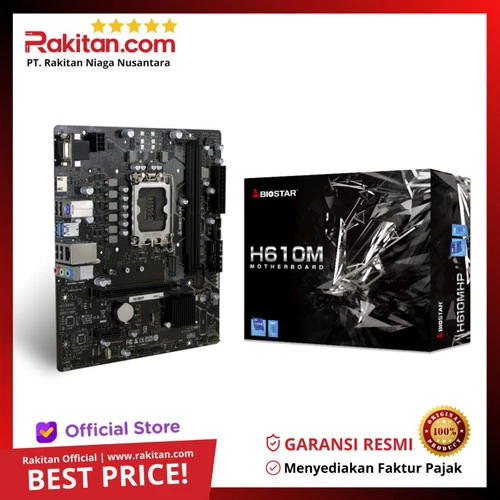 Rakitan.com
PT. Rakitan Niaga Nusantara
BIOSTAR
H610M
MOTHERBOARD
H610MHP
Official Store
Rakitan Official | www.rakitan.com
BEST PRICE!
GARANSI RESMI
Menyediakan Faktur Pajak
ORIGINAL
100%
PRODUCT